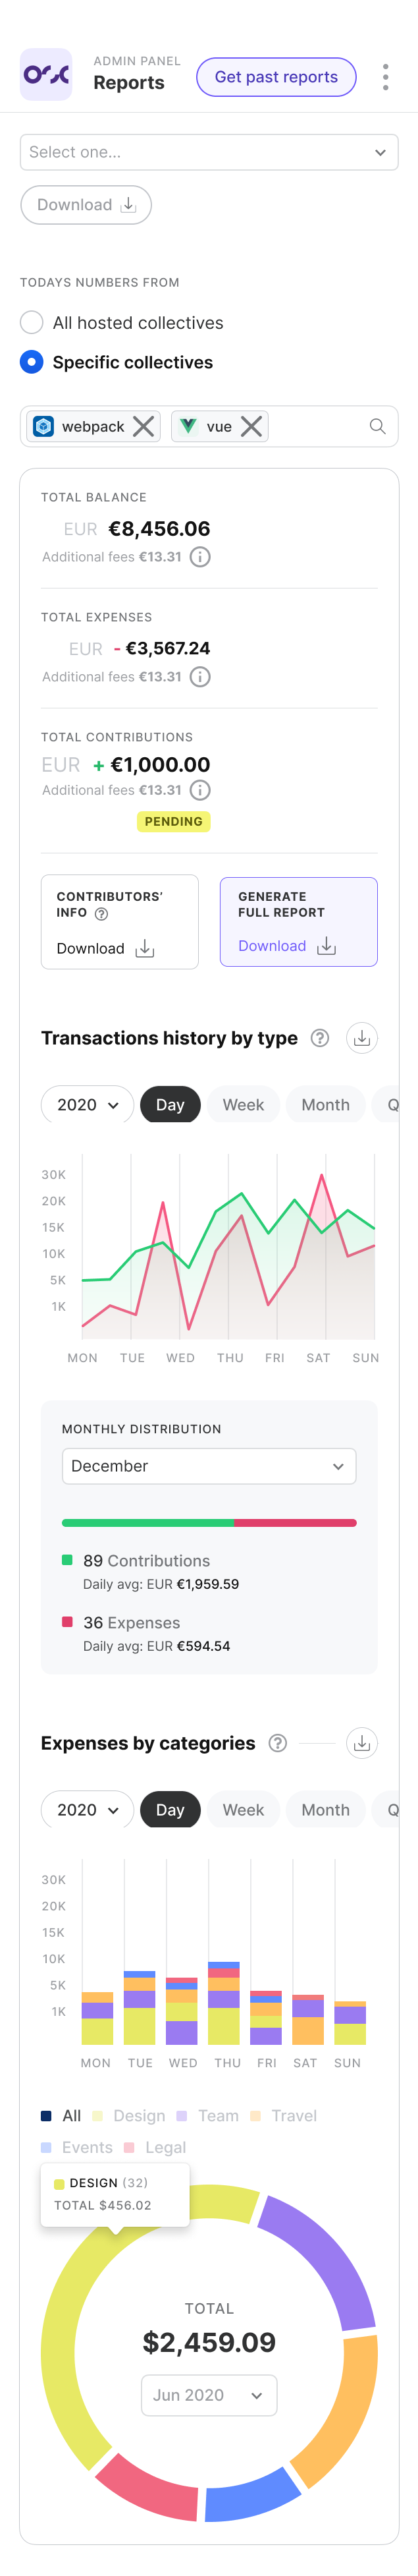 ADMIN PANEL
Reports
Get past reports
Select one...
Download
TODAYS NUMBERS FROM
All hosted collectives
Specific collectives
webpack
vue
TOTAL BALANCE
EUR €8,456.06
Additional fees €13.31
TOTAL EXPENSES
EUR - €3,567.24
Additional fees €13.31
TOTAL CONTRIBUTIONS
EUR + €1,000.00
Additional fees €13.31
PENDING
CONTRIBUTORS'
INFO
Download
GENERATE
FULL REPORT
Download
Transactions history by type
2020 Day Week Month Q
30K
20K
15K
10K
5K
1K
MON TUE WED THU FRI SAT SUN
MONTHLY DISTRIBUTION
December
89 Contributions
Daily avg: EUR €1,959.59
36 Expenses
Daily avg: EUR €594.54
Expenses by categories
2020 Day Week Month Q
30K
20K
15K
10K
5K
1K
MON TUE WED THU FRI SAT SUN
All Design Team Travel
Events Legal
DESIGN (32)
TOTAL $456.02
TOTAL
$2,459.09
Jun 2020